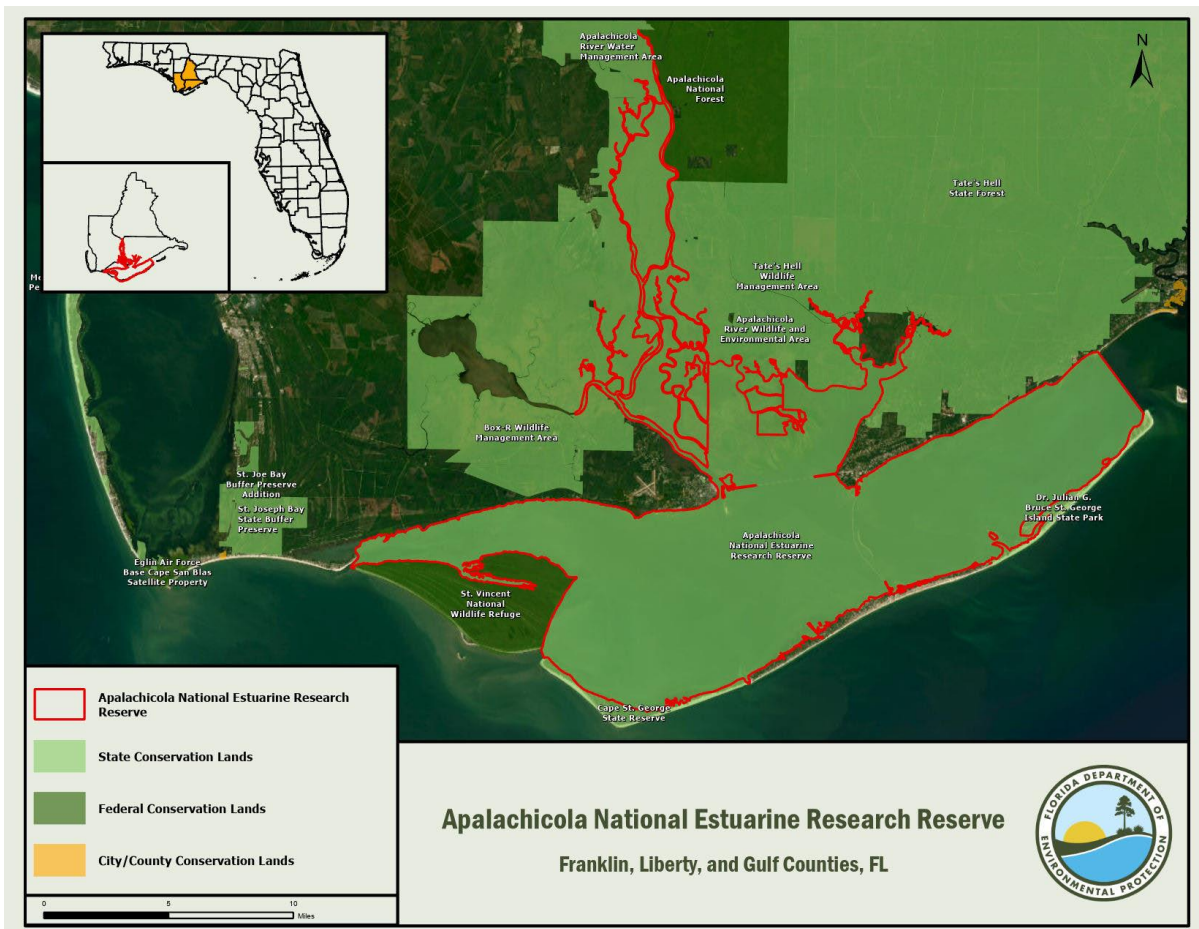 Apalachicola
River Water
Management Area
Apalachicola
National
Forest
N
Tate's Hell
State Forest
Tate's Hell
Wildlife
Management Area
Apalachicola
River Wildlife and
Environmental Area
Box-R Wildlife
Management Area
St. Joe Bay
Buffer Preserve
Addition
St. Joseph Bay
State Buffer
Preserve
Eglin Air Force
Base Cape San Blas
Satellite Property
St. Vincent
National
Wildlife Refuge
Apalachicola
National Estuarine
Research Reserve
Dr. Julian G.
Bruce St. George
Island State Park
Cape St. George
State Reserve
Apalachicola National Estuarine Research
Reserve
State Conservation Lands
Federal Conservation Lands
City/County Conservation Lands
0 5 10
Miles
Apalachicola National Estuarine Research Reserve
Franklin, Liberty, and Gulf Counties, FL
FLORIDA DEPARTMENT OF
ENVIRONMENTAL PROTECTION